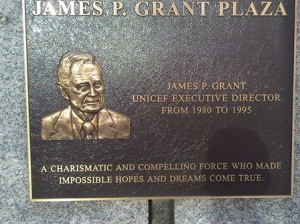 JAMES P. GRANT PLAZA
JAMES P. GRANT
UNICEF EXECUTIVE DIRECTOR
FROM 1980 TO 1995
A CHARISMATIC AND COMPELLING FORCE WHO MADE
IMPOSSIBLE HOPES AND DREAMS COME TRUE.